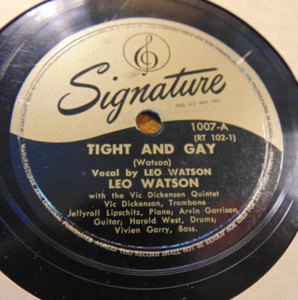 Signature
REG. U.S. PAT. OFF.
1007-A
(RT 102-1)
TIGHT AND GAY
(Watson)
Vocal by LEO WATSON
LEO WATSON
with the Vic Dickenson Quintet
Vic Dickenson, Trombone
Jellyroll Lipschitz, Piano; Arvin Garrison,
Guitar; Harold West, Drums;
Vivien Garry, Bass.